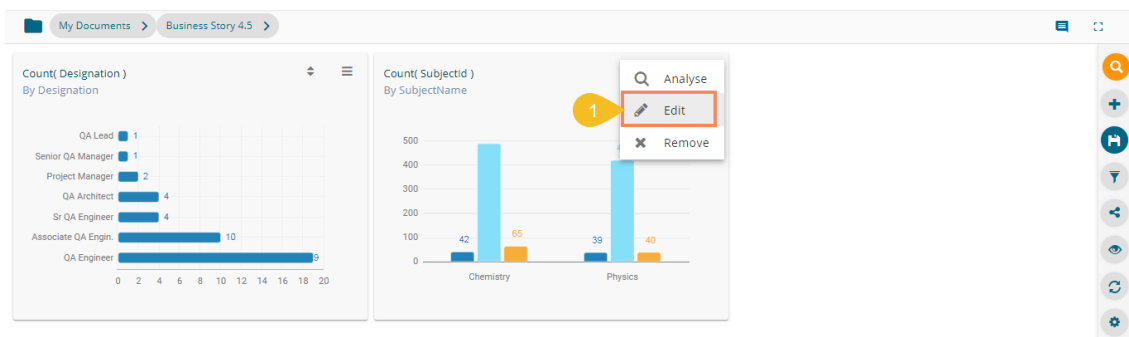 My Documents > Business Story 4.5 >
Count( Designation )
By Designation
QA Lead 1
Senior QA Manager 1
Project Manager 2
QA Architect 4
Sr QA Engineer 4
Associate QA Engin. 10
QA Engineer 9
0 2 4 6 8 10 12 14 16 18 20
Count( SubjectId )
By SubjectName
500
400
300
200
100
0
42 65 39 40
Chemistry Physics
Analyse
1 Edit
Remove